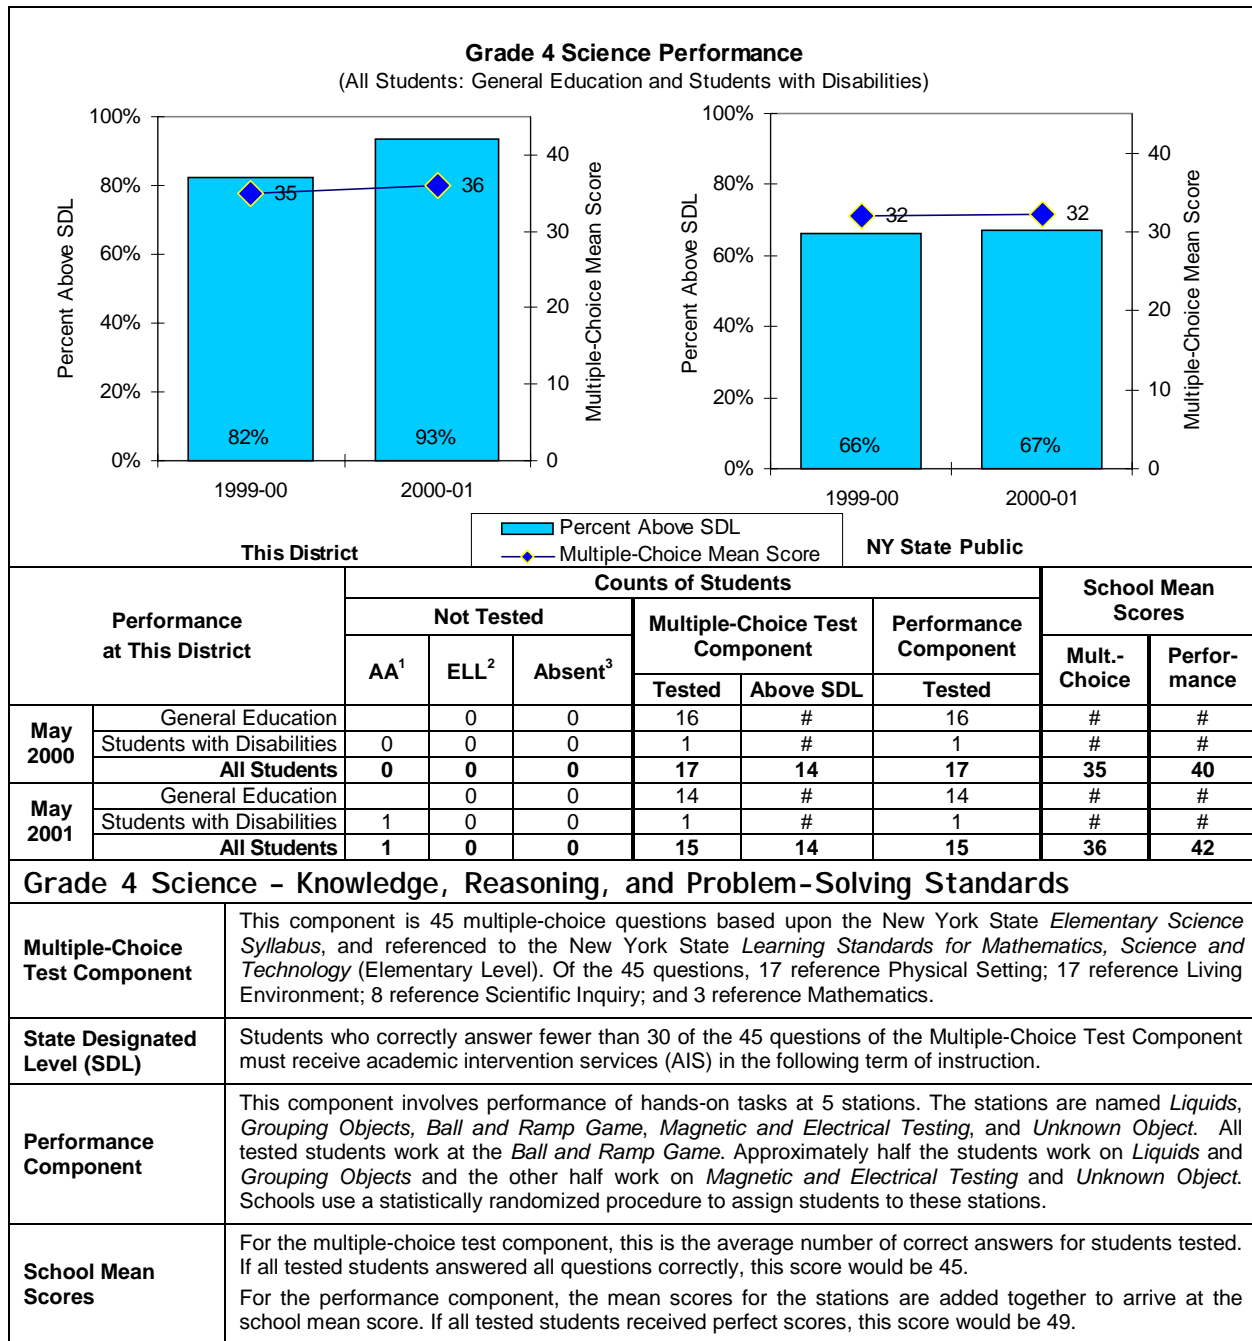 Grade 4 Science Performance
(All Students: General Education and Students with Disabilities)
100%
80%
60%
40%
20%
0%
Percent Above SDL
35
36
82%
93%
40
30
20
10
0
Multiple-Choice Mean Score
1999-00
2000-01
This District
100%
80%
60%
40%
20%
0%
Percent Above SDL
32
32
66%
67%
40
30
20
10
0
Multiple-Choice Mean Score
1999-00
2000-01
NY State Public
Percent Above SDL
Multiple-Choice Mean Score
Performance
at This District
Counts of Students
School Mean
Scores
Not Tested
Multiple-Choice Test
Component
Performance
Component
AA¹ ELL² Absent³
Mult.-
Choice
Perfor-
mance
Tested Above SDL Tested
May
2000
General Education 0 0 16 # 16 # #
Students with Disabilities 0 0 0 1 # 1 # #
All Students 0 0 0 17 14 17 35 40
May
2001
General Education 0 0 14 # 14 # #
Students with Disabilities 1 0 0 1 # 1 # #
All Students 1 0 0 15 14 15 36 42
Grade 4 Science – Knowledge, Reasoning, and Problem-Solving Standards
Multiple-Choice
Test Component
This component is 45 multiple-choice questions based upon the New York State Elementary Science
Syllabus, and referenced to the New York State Learning Standards for Mathematics, Science and
Technology (Elementary Level). Of the 45 questions, 17 reference Physical Setting; 17 reference Living
Environment; 8 reference Scientific Inquiry; and 3 reference Mathematics.
State Designated
Level (SDL)
Students who correctly answer fewer than 30 of the 45 questions of the Multiple-Choice Test Component
must receive academic intervention services (AIS) in the following term of instruction.
Performance
Component
This component involves performance of hands-on tasks at 5 stations. The stations are named Liquids,
Grouping Objects, Ball and Ramp Game, Magnetic and Electrical Testing, and Unknown Object. All
tested students work at the Ball and Ramp Game. Approximately half the students work on Liquids and
Grouping Objects and the other half work on Magnetic and Electrical Testing and Unknown Object.
Schools use a statistically randomized procedure to assign students to these stations.
School Mean
Scores
For the multiple-choice test component, this is the average number of correct answers for students tested.
If all tested students answered all questions correctly, this score would be 45.
For the performance component, the mean scores for the stations are added together to arrive at the
school mean score. If all tested students received perfect scores, this score would be 49.